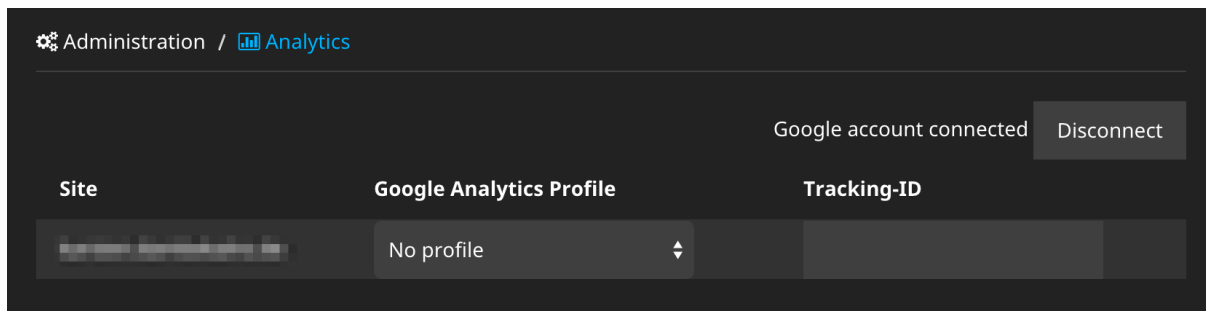 Administration / Analytics
Google account connected Disconnect
Site Google Analytics Profile Tracking-ID
No profile